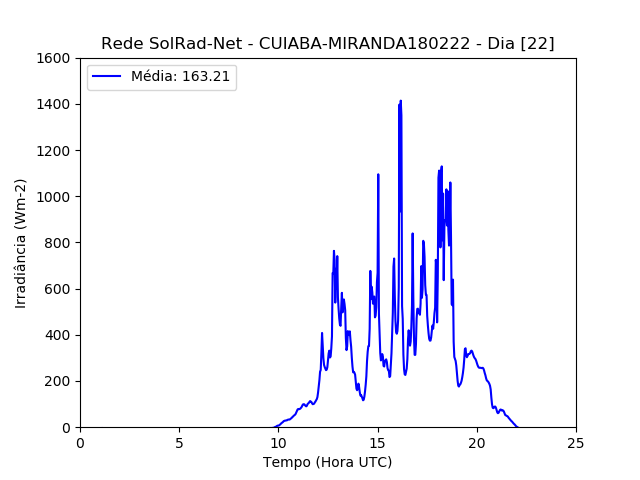 Rede SolRad-Net - CUIABA-MIRANDA180222 - Dia [22]
Média: 163.21
1600
1400
1200
1000
800
600
400
200
0
Irradiância (Wm-2)
0 5 10 15 20 25
Tempo (Hora UTC)